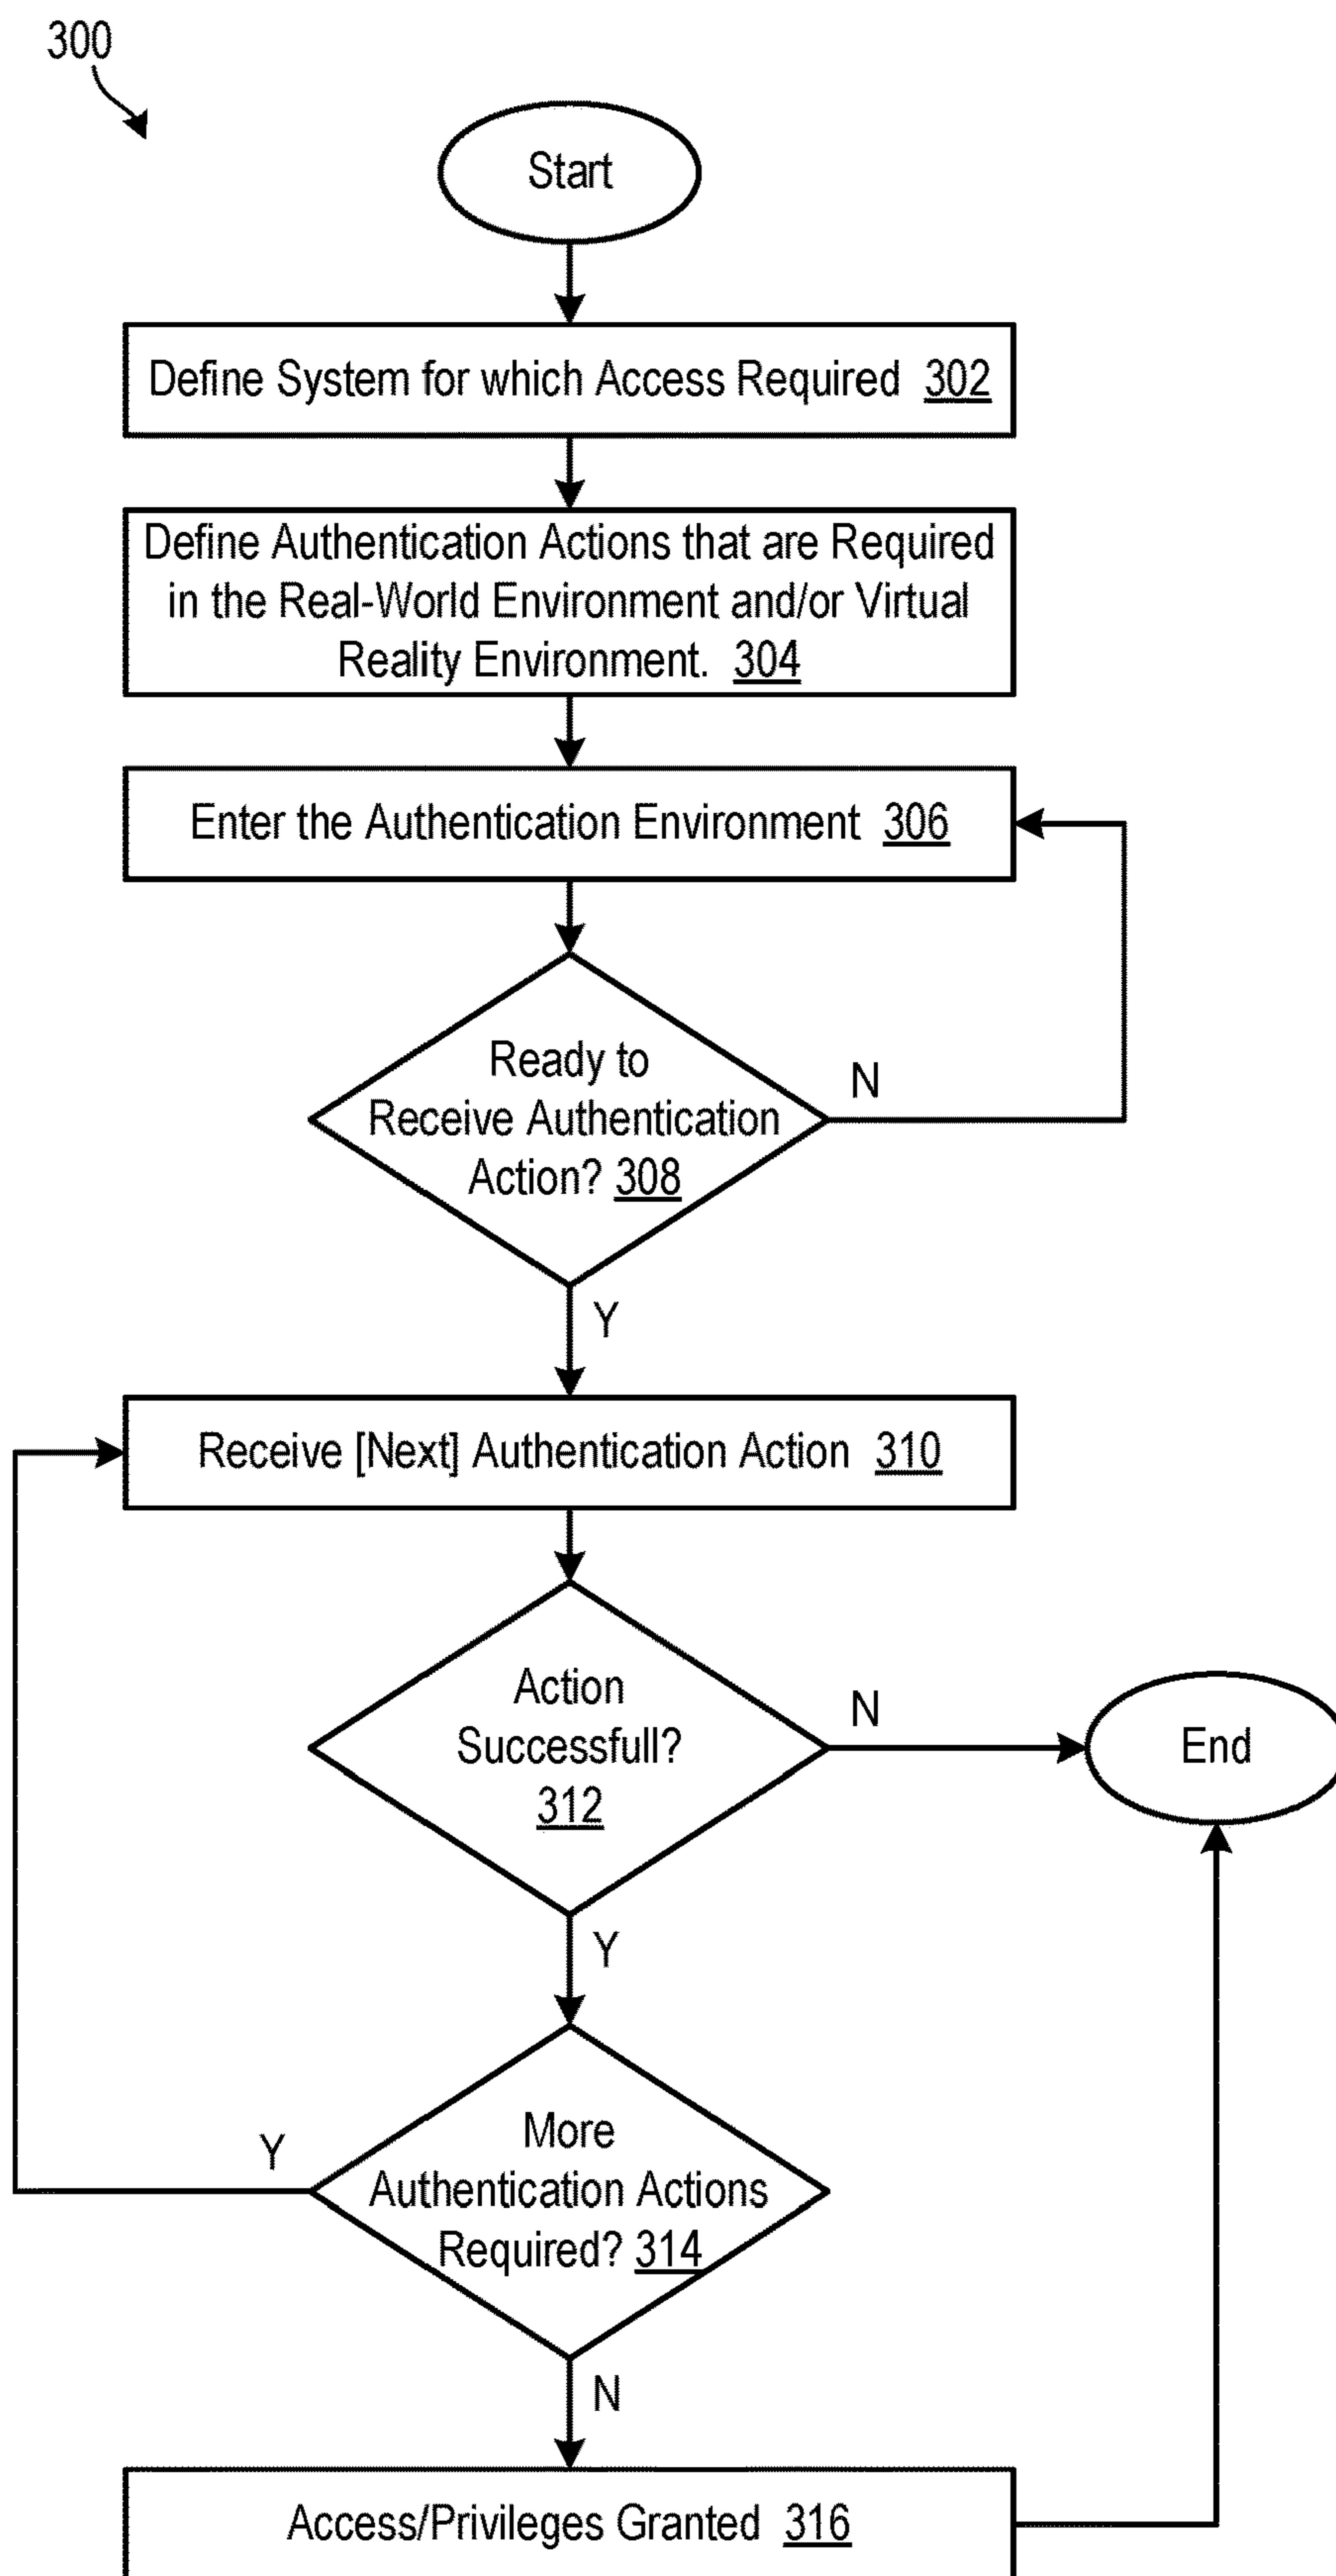 300
Start
Define System for which Access Required 302
Define Authentication Actions that are Required
in the Real-World Environment and/or Virtual
Reality Environment. 304
Enter the Authentication Environment 306
Ready to
Receive Authentication
Action? 308
N
Y
Receive [Next] Authentication Action 310
Action
Successfull?
312
N
End
Y
More
Authentication Actions
Required? 314
Y
N
Access/Privileges Granted 316